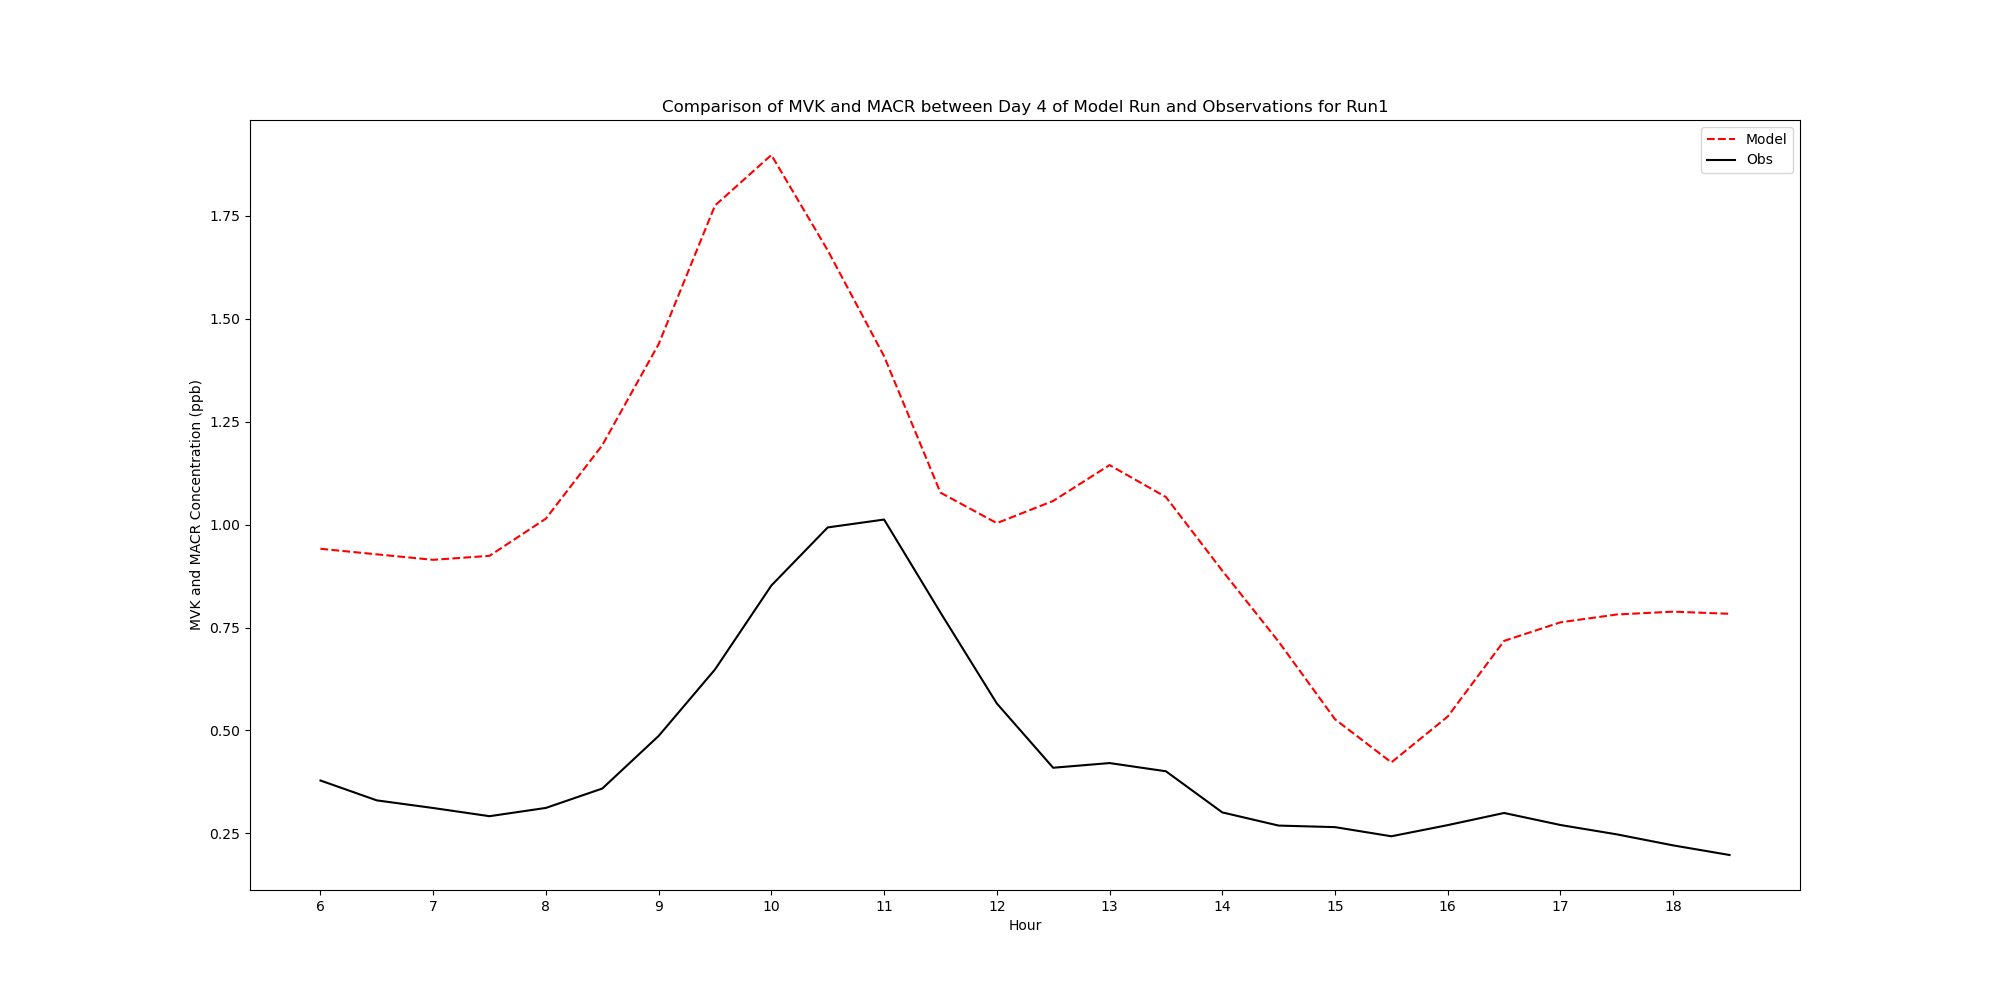 Comparison of MVK and MACR between Day 4 of Model Run and Observations for Run1
Model
Obs
MVK and MACR Concentration (ppb)
1.75
1.50
1.25
1.00
0.75
0.50
0.25
6 7 8 9 10 11 12 13 14 15 16 17 18
Hour